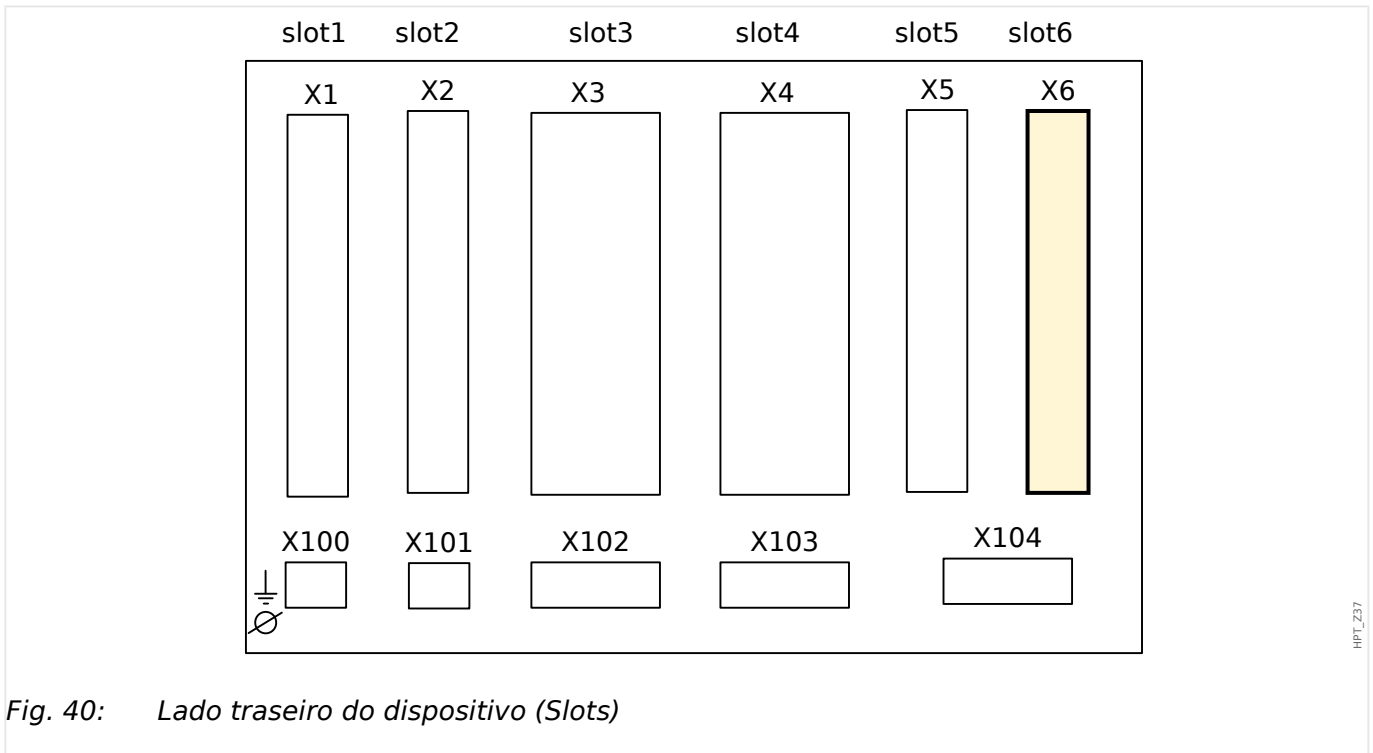 slot1 slot2 slot3 slot4 slot5 slot6
X1 X2 X3 X4 X5 X6
X100 X101 X102 X103 X104
HPT_Z37
Fig. 40: Lado traseiro do dispositivo (Slots)